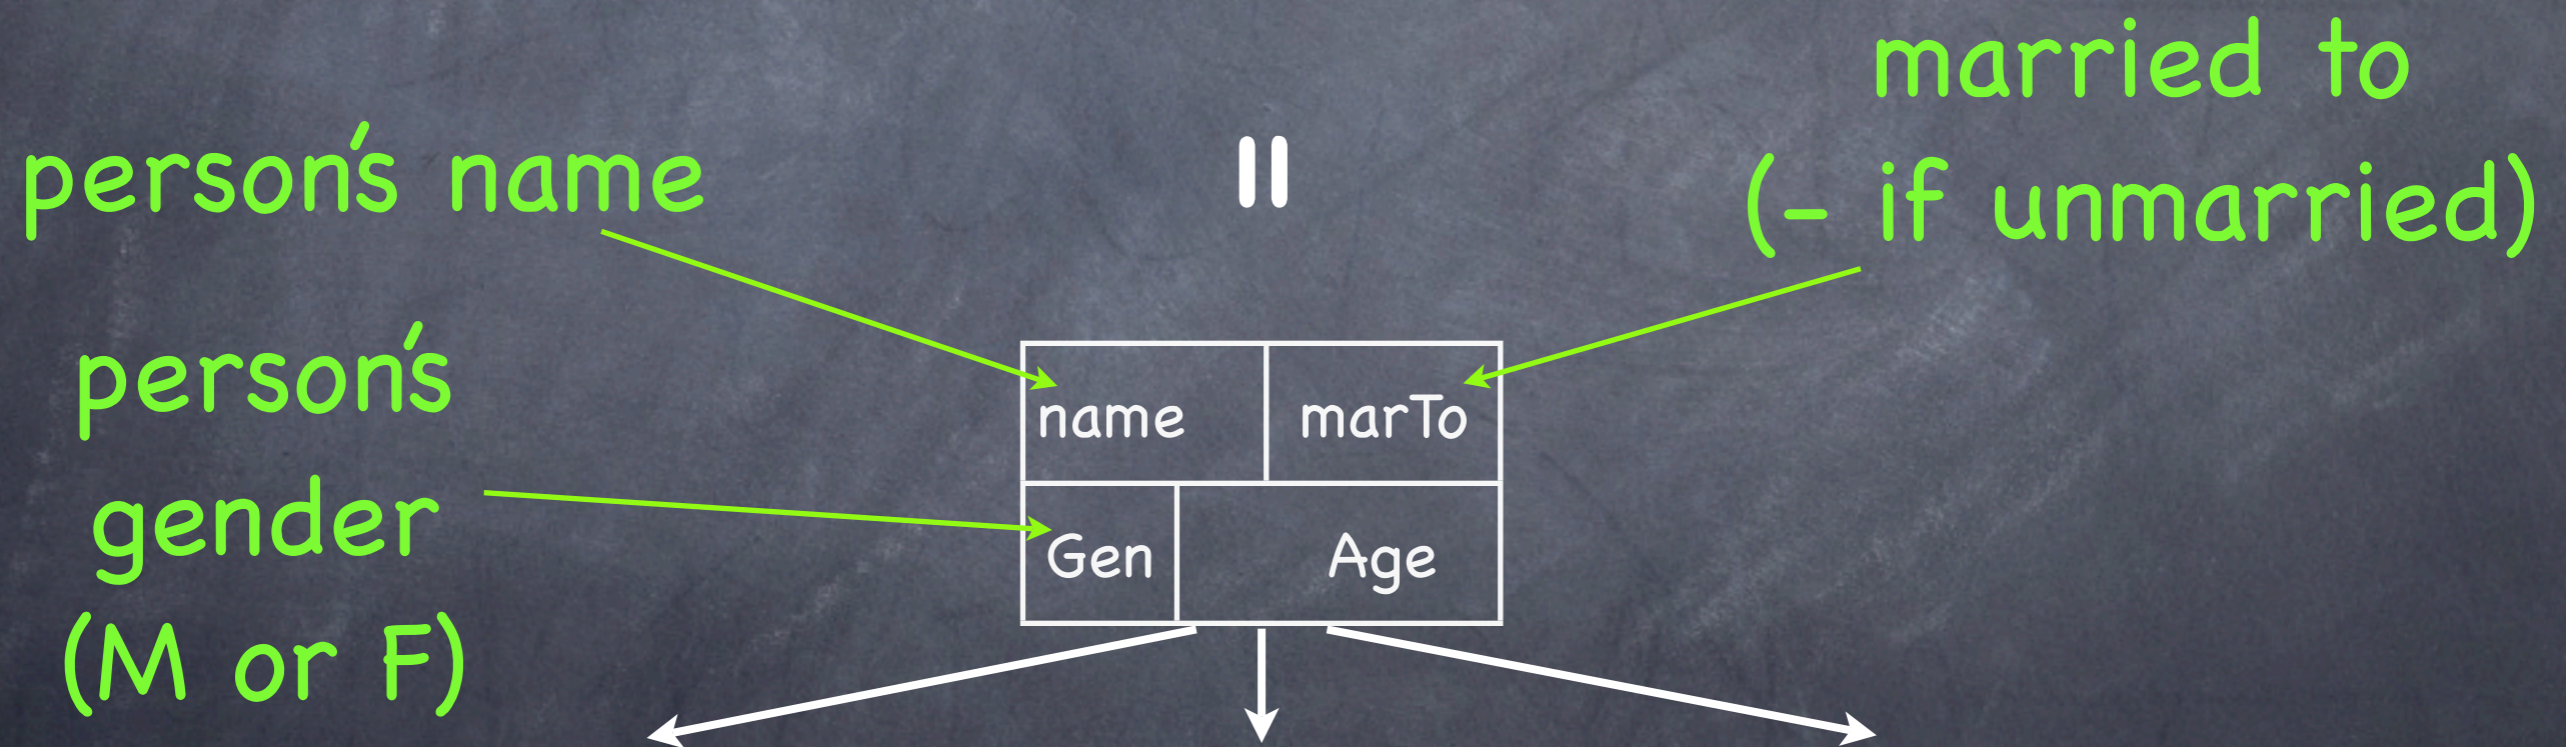 married to
(- if unmarried)
person's name
=
person's
gender
(M or F)
name marTo
Gen Age